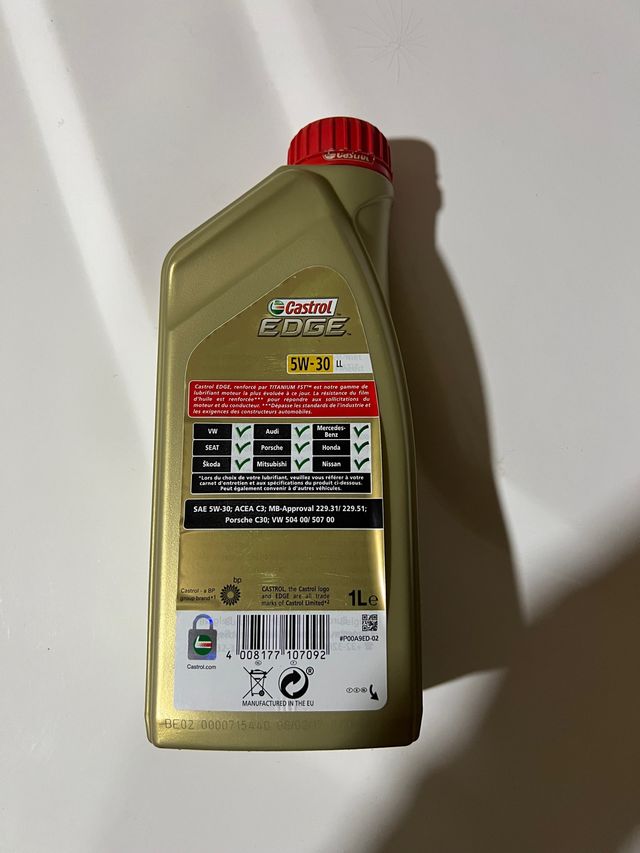 Castrol
Castrol
EDGE
5W-30 LL
Castrol EDGE, renforcé par TITANIUM FST™ est notre gamme de
lubrifiant moteur la plus évoluée à ce jour. La résistance du film
d'huile est renforcée*** pour répondre aux sollicitations du
moteur et du conducteur. ***Dépasse les standards de l'industrie et
les exigences des constructeurs automobiles.
VW Audi Mercedes-Benz
SEAT Porsche Honda
Škoda Mitsubishi Nissan
*Lors du choix de votre lubrifiant, veuillez vous référer à votre
carnet d'entretien et aux spécifications du produit ci-dessous.
Peut également convenir à d'autres véhicules.
SAE 5W-30; ACEA C3; MB-Approval 229.31/ 229.51;
Porsche C30; VW 504 00/ 507 00
bp
Castrol - a BP
group brand*¹
CASTROL, the Castrol logo
and EDGE are all trade
marks of Castrol Limited*²
1L e
#P00A9ED-02
Castrol.com
4 008177 107092
MANUFACTURED IN THE EU
BE02 0000715440